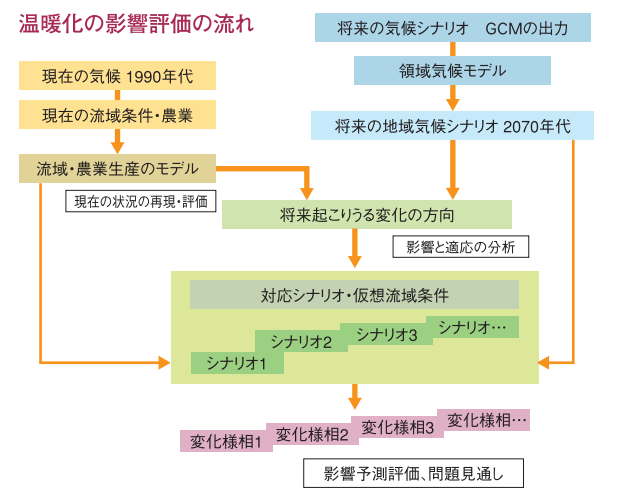 温暖化の影響評価の流れ
将来の気候シナリオ　GCMの出力
領域気候モデル
将来の地域気候シナリオ 2070年代
現在の気候 1990年代
現在の流域条件・農業
流域・農業生産のモデル
現在の状況の再現・評価
将来起こりうる変化の方向
影響と適応の分析
対応シナリオ・仮想流域条件
シナリオ1
シナリオ2
シナリオ3
シナリオ…
変化様相1
変化様相2
変化様相3
変化様相…
影響予測評価、問題見通し